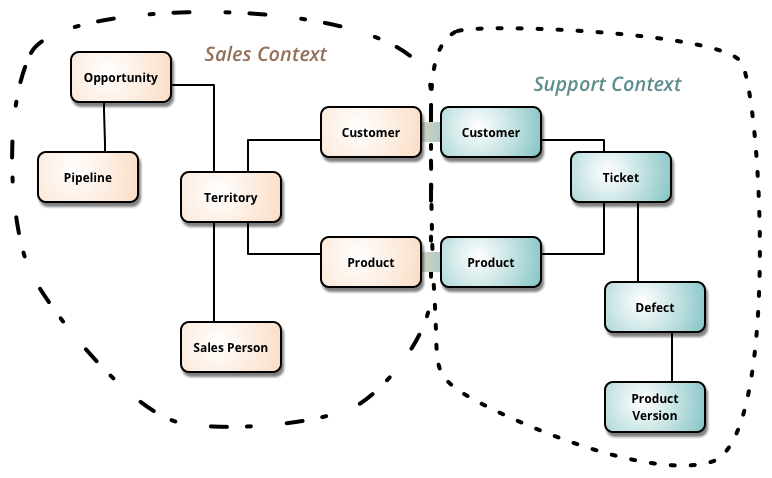 Sales Context
Opportunity
Support Context
Customer
Customer
Pipeline
Ticket
Territory
Product
Product
Defect
Sales Person
Product
Version